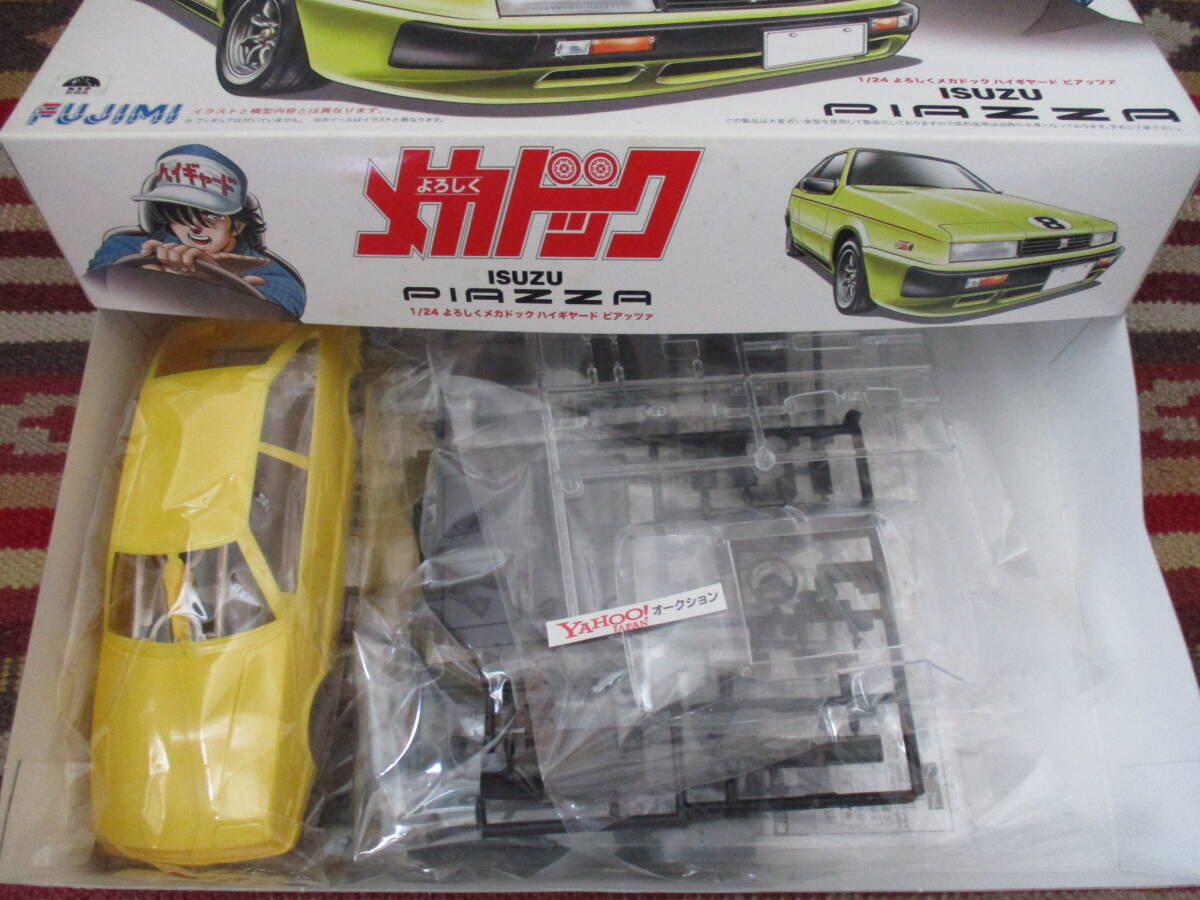 1/24 よろしくメカドック ハイギヤード ピアッツァ
ISUZU
PIAZZA
FUJIMI
イラストと模型内容とは異なります。
ハイギャード
よろしく
メカドック
ISUZU
PIAZZA
1/24 よろしくメカドック ハイギヤード ピアッツァ
8
YAHOO! オークション
JAPAN